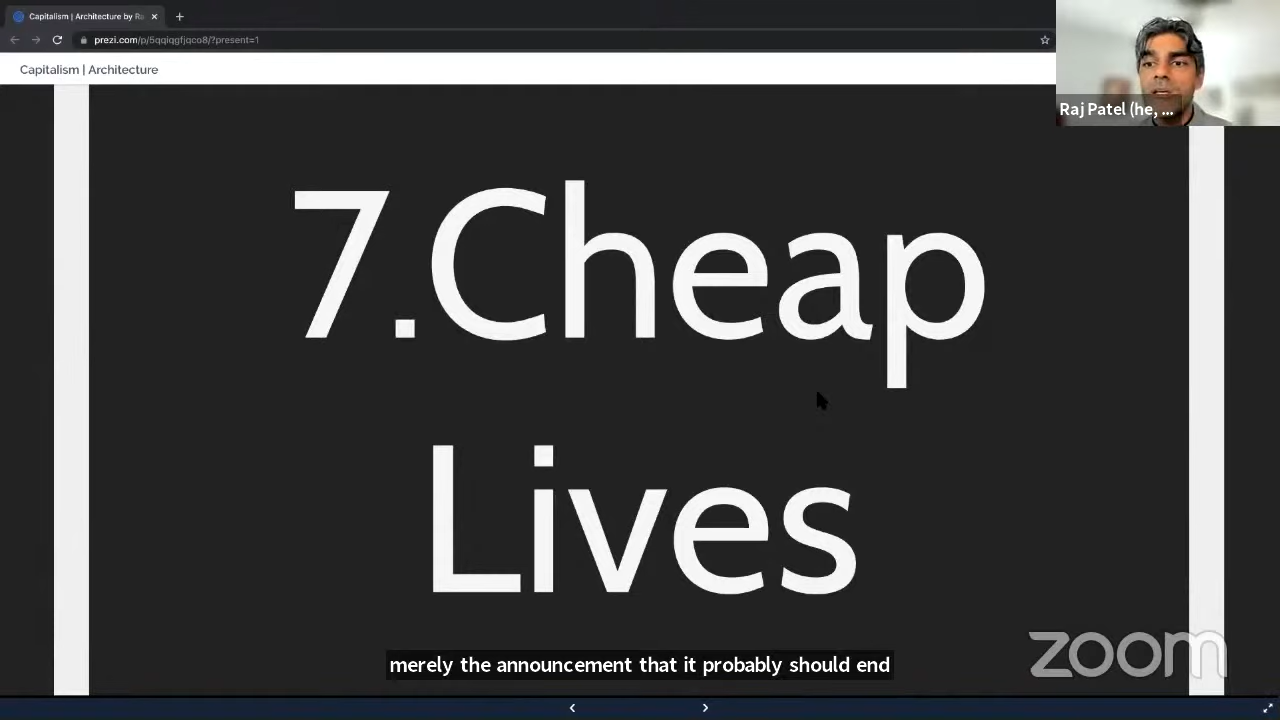 Capitalism | Architecture by Ra
prezi.com/p/5qqiqgfjqco8/?present=1
Capitalism | Architecture
Raj Patel (he, ...
7.Cheap
Lives
merely the announcement that it probably should end
zoom